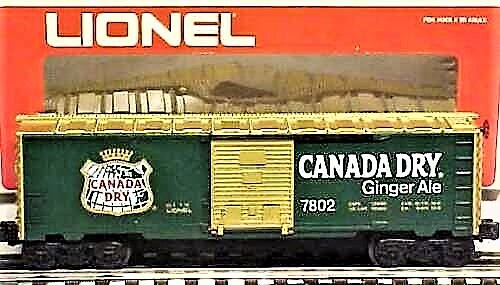 LIONEL
CANADA
DRY
CANADA DRY.
Ginger Ale
7802
LIONEL